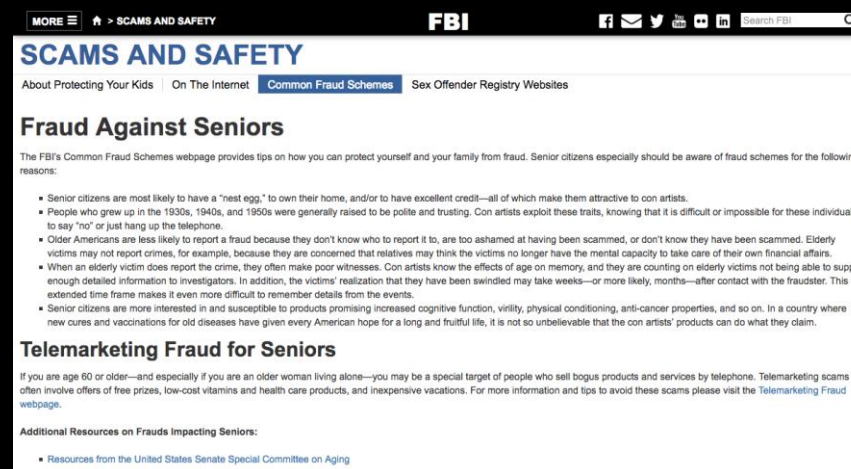 MORE > SCAMS AND SAFETY FBI Search FBI
SCAMS AND SAFETY
About Protecting Your Kids On The Internet Common Fraud Schemes Sex Offender Registry Websites
Fraud Against Seniors
The FBI's Common Fraud Schemes webpage provides tips on how you can protect yourself and your family from fraud. Senior citizens especially should be aware of fraud schemes for the followin
reasons:
Senior citizens are most likely to have a "nest egg," to own their home, and/or to have excellent credit—all of which make them attractive to con artists.
People who grew up in the 1930s, 1940s, and 1950s were generally raised to be polite and trusting. Con artists exploit these traits, knowing that it is difficult or impossible for these individual
to say "no" or just hang up the telephone.
Older Americans are less likely to report a fraud because they don't know who to report it to, are too ashamed at having been scammed, or don't know they have been scammed. Elderly
victims may not report crimes, for example, because they are concerned that relatives may think the victims no longer have the mental capacity to take care of their own financial affairs.
When an elderly victim does report the crime, they often make poor witnesses. Con artists know the effects of age on memory, and they are counting on elderly victims not being able to supp
enough detailed information to investigators. In addition, the victims' realization that they have been swindled may take weeks—or more likely, months—after contact with the fraudster. This
extended time frame makes it even more difficult to remember details from the events.
Senior citizens are more interested in and susceptible to products promising increased cognitive function, virility, physical conditioning, anti-cancer properties, and so on. In a country where
new cures and vaccinations for old diseases have given every American hope for a long and fruitful life, it is not so unbelievable that the con artists' products can do what they claim.
Telemarketing Fraud for Seniors
If you are age 60 or older—and especially if you are an older woman living alone—you may be a special target of people who sell bogus products and services by telephone. Telemarketing scams
often involve offers of free prizes, low-cost vitamins and health care products, and inexpensive vacations. For more information and tips to avoid these scams please visit the Telemarketing Fraud
webpage.
Additional Resources on Frauds Impacting Seniors:
Resources from the United States Senate Special Committee on Aging